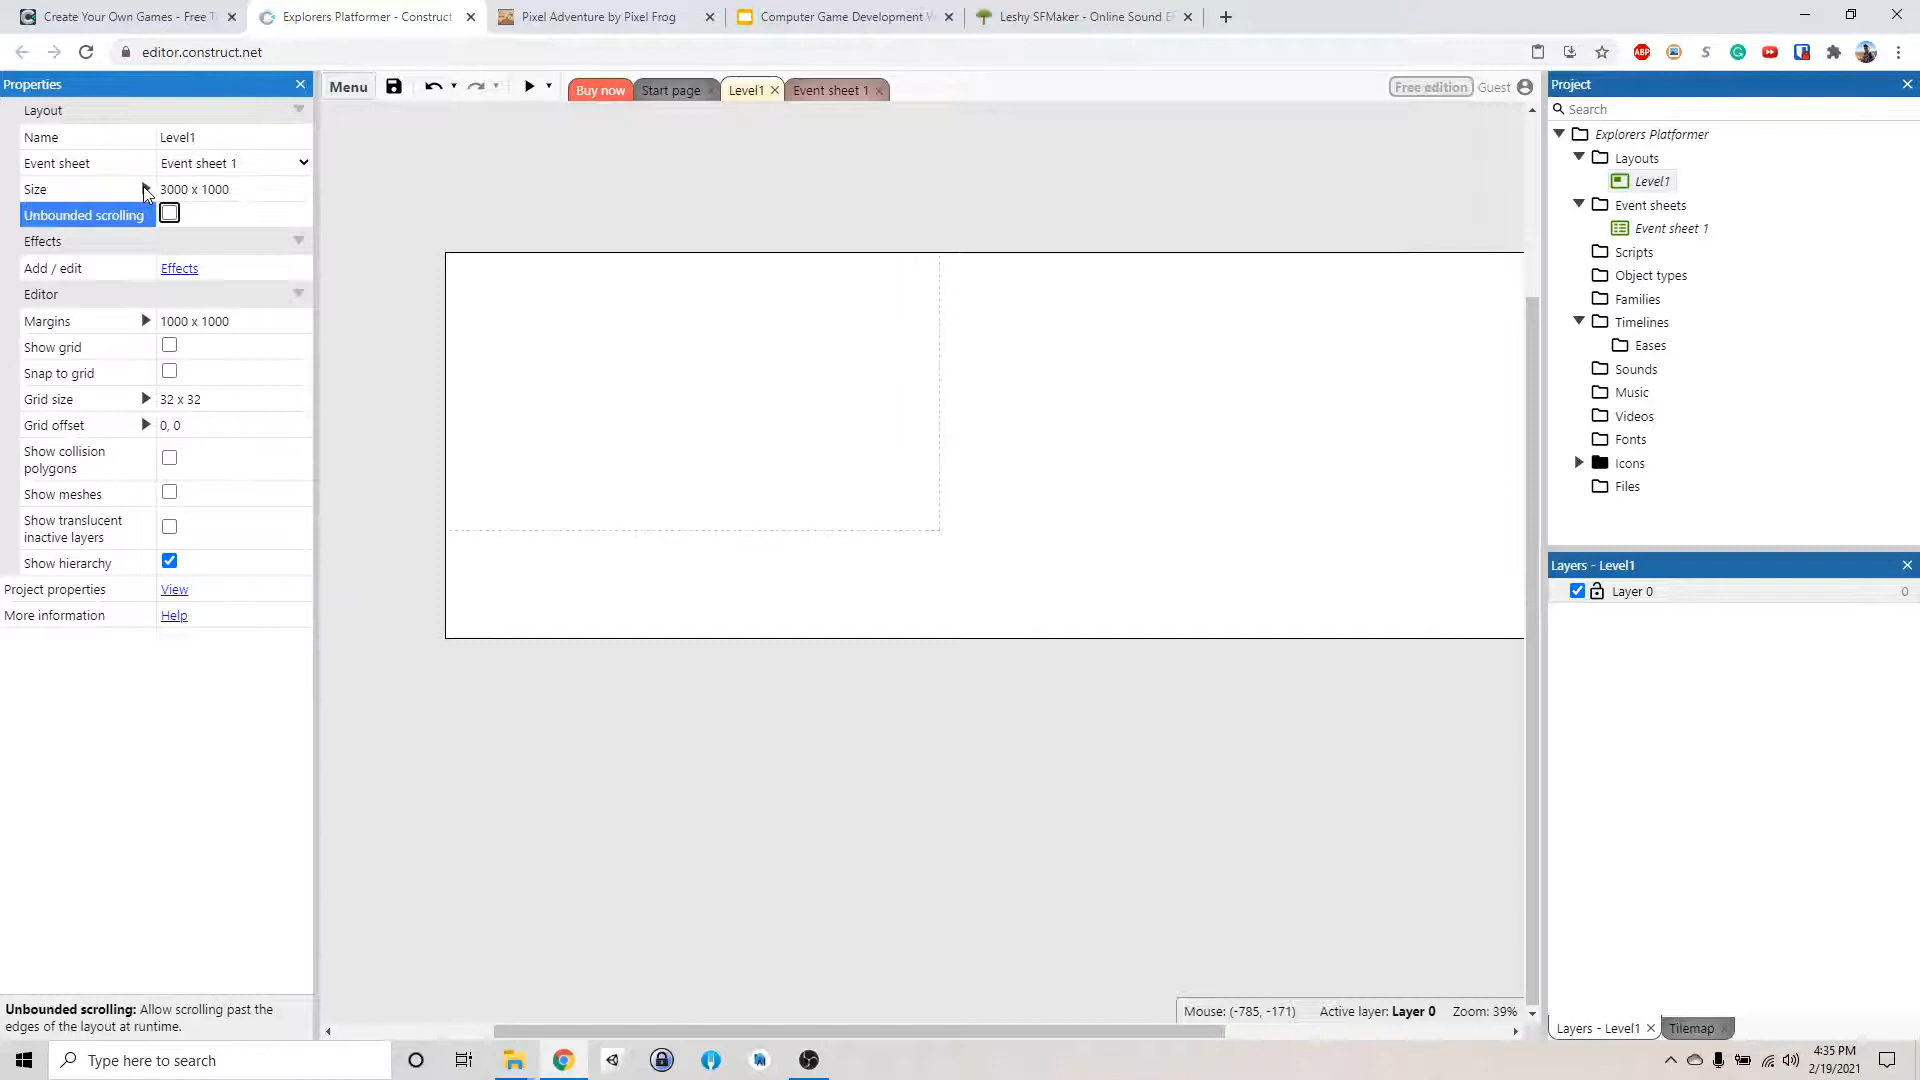 Create Your Own Games - Free T
Explorers Platformer - Construct
Pixel Adventure by Pixel Frog
Computer Game Development
Leshy SFMaker - Online Sound E
editor.construct.net
ABP
S
G
Properties
Menu
Buy now
Start page
Level1
Event sheet 1
Free edition
Guest
Project
Layout
Name
Level1
Event sheet
Event sheet 1
Size
3000 x 1000
Unbounded scrolling
Effects
Add / edit
Effects
Editor
Margins
1000 x 1000
Show grid
Snap to grid
Grid size
32 x 32
Grid offset
0, 0
Show collision
polygons
Show meshes
Show translucent
inactive layers
Show hierarchy
Project properties
View
More information
Help
Unbounded scrolling: Allow scrolling past the
edges of the layout at runtime.
Mouse: (-785, -171)
Active layer: Layer 0
Zoom: 39%
Search
Explorers Platformer
Layouts
Level1
Event sheets
Event sheet 1
Scripts
Object types
Families
Timelines
Eases
Sounds
Music
Videos
Fonts
Icons
Files
Layers - Level1
Layer 0
0
Layers - Level1
Tilemap
Type here to search
4:35 PM
2/19/2021